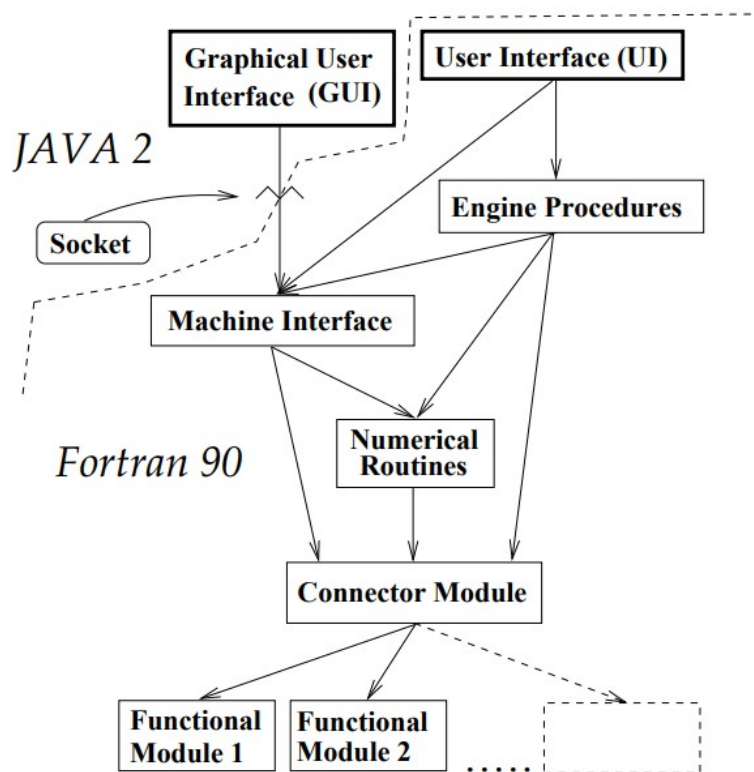 Graphical User
Interface (GUI)
User Interface (UI)
JAVA 2
Socket
Engine Procedures
Machine Interface
Fortran 90
Numerical
Routines
Connector Module
Functional
Module 1
Functional
Module 2
.....